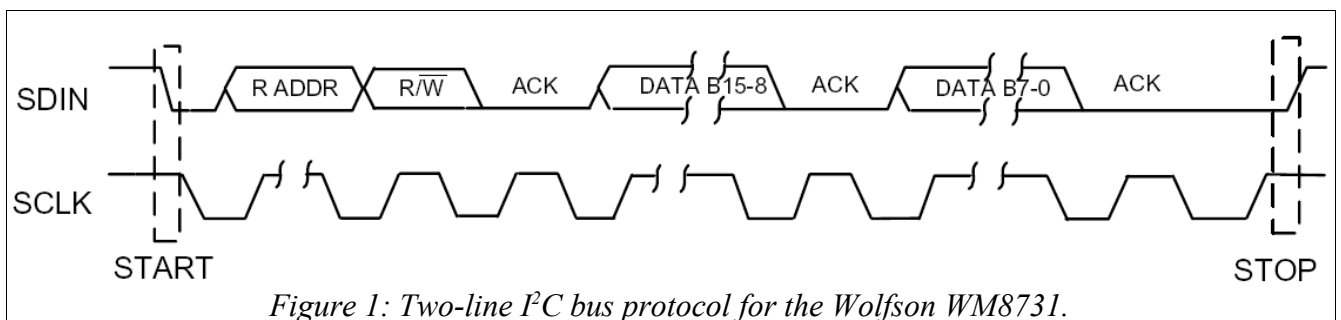 SDIN
R ADDR R/W̅ ACK DATA B15-8 ACK DATA B7-0 ACK
SCLK
START
STOP
Figure 1: Two-line I²C bus protocol for the Wolfson WM8731.